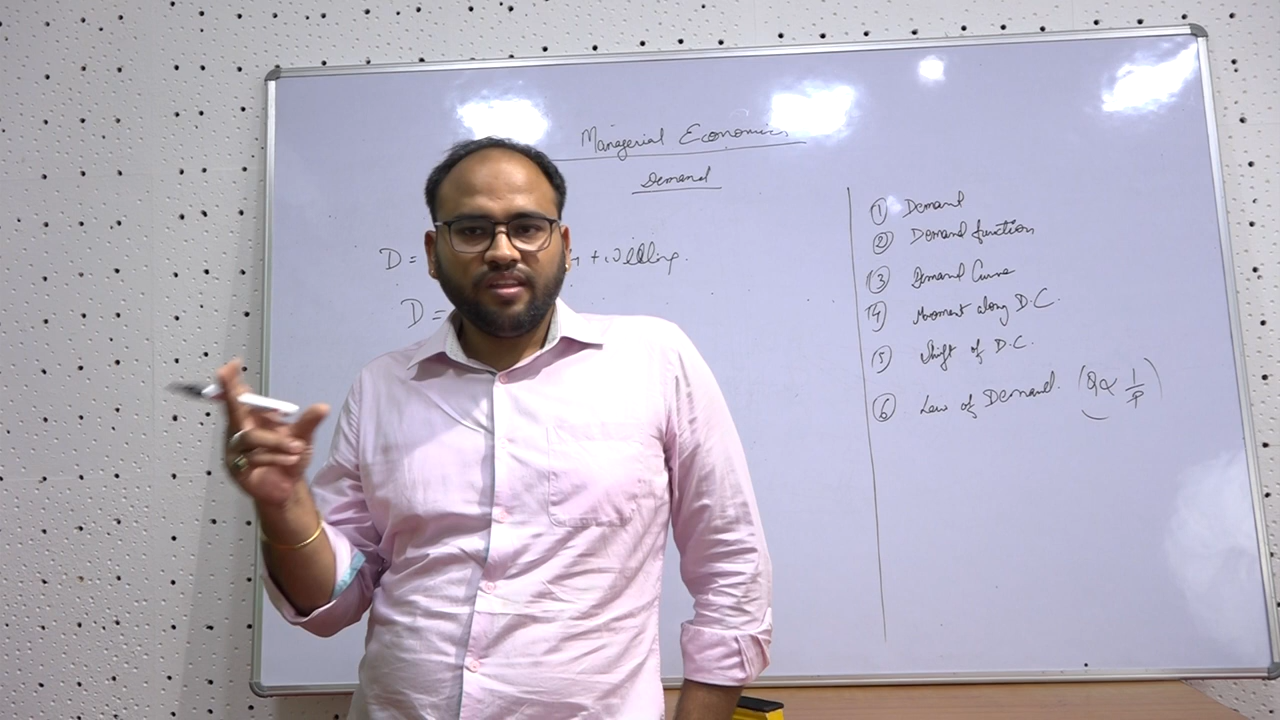 Managerial Economics
Demand
D = + willing.
D =
① Demand
② Demand function
③ Demand Curve
④ Moment along D.C.
⑤ Shift of D.C.
⑥ Law of Demand. (Q ∝ 1/P)